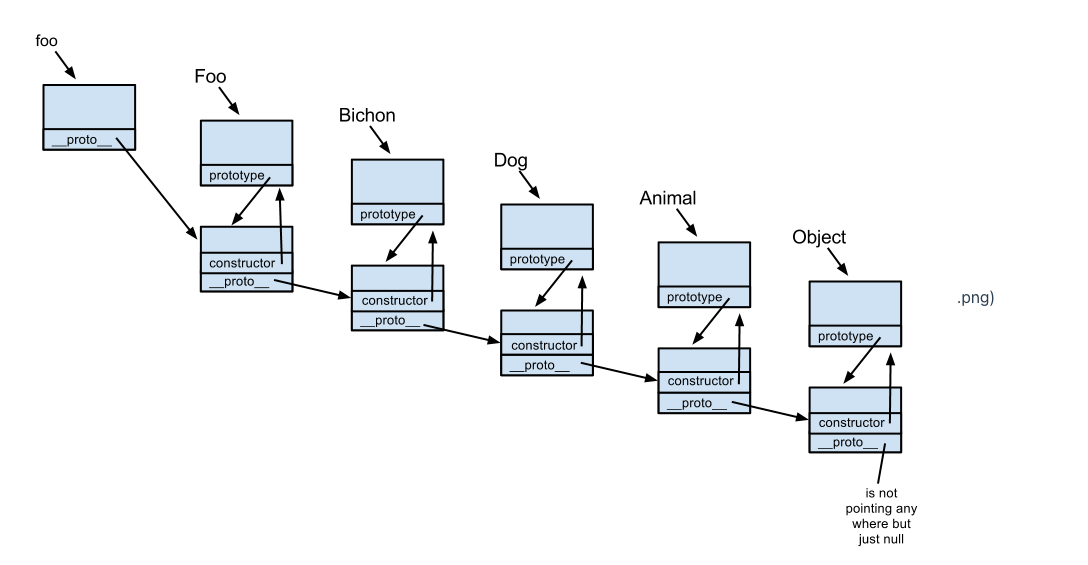 foo
__proto__
Foo
prototype
constructor
__proto__
Bichon
prototype
constructor
__proto__
Dog
prototype
constructor
__proto__
Animal
prototype
constructor
__proto__
Object
prototype
constructor
__proto__
is not
pointing any
where but
just null
.png)